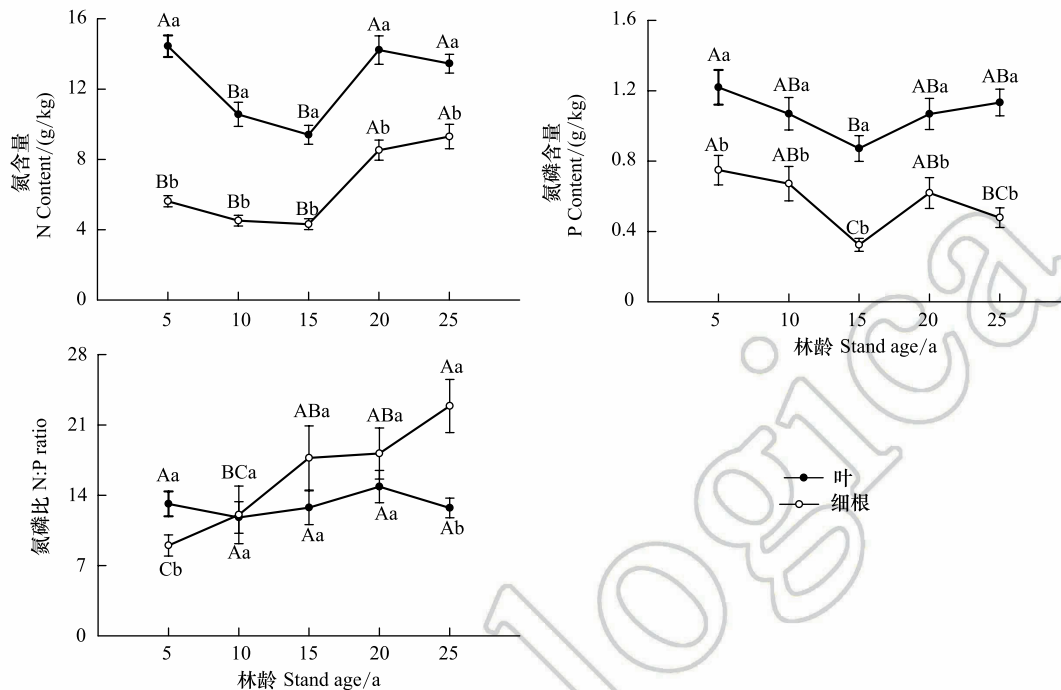 氮含量
N Content/(g/kg)
16
12
8
4
0
Aa
Ba
Ba
Aa
Aa
Bb
Bb
Bb
Ab
Ab
5 10 15 20 25
氮磷含量
P Content/(g/kg)
1.6
1.2
0.8
0.4
0
Aa
ABa
Ba
ABa
ABa
Ab
ABb
Cb
ABb
BCb
5 10 15 20 25
林龄 Stand age/a
氮磷比 N:P ratio
28
21
14
7
0
Aa
BCa
ABa
ABa
Aa
Cb
Aa
Aa
Aa
Ab
5 10 15 20 25
林龄 Stand age/a
叶
细根
logica